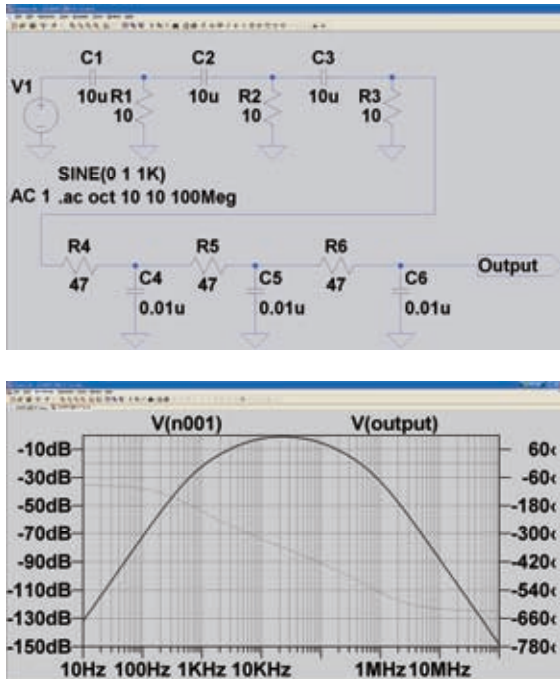 C1 C2 C3
V1
10u R1 10u R2 10u R3
10 10 10
SINE(0 1 1K)
AC 1 .ac oct 10 10 100Meg
R4 R5 R6
Output
47 C4 47 C5 47 C6
0.01u 0.01u 0.01u
V(n001) V(output)
-10dB 60
-30dB -60
-50dB -180
-70dB -300
-90dB -420
-110dB -540
-130dB -660
-150dB -780
10Hz 100Hz 1KHz 10KHz 1MHz 10MHz